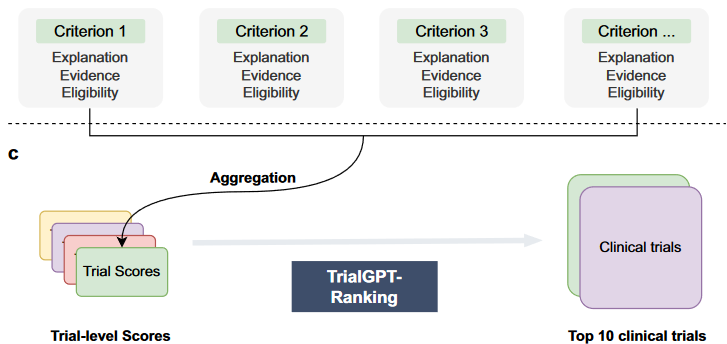 Criterion 1
Explanation
Evidence
Eligibility
Criterion 2
Explanation
Evidence
Eligibility
Criterion 3
Explanation
Evidence
Eligibility
Criterion ...
Explanation
Evidence
Eligibility
c
Aggregation
Trial Scores
Clinical trials
TrialGPT-
Ranking
Trial-level Scores
Top 10 clinical trials